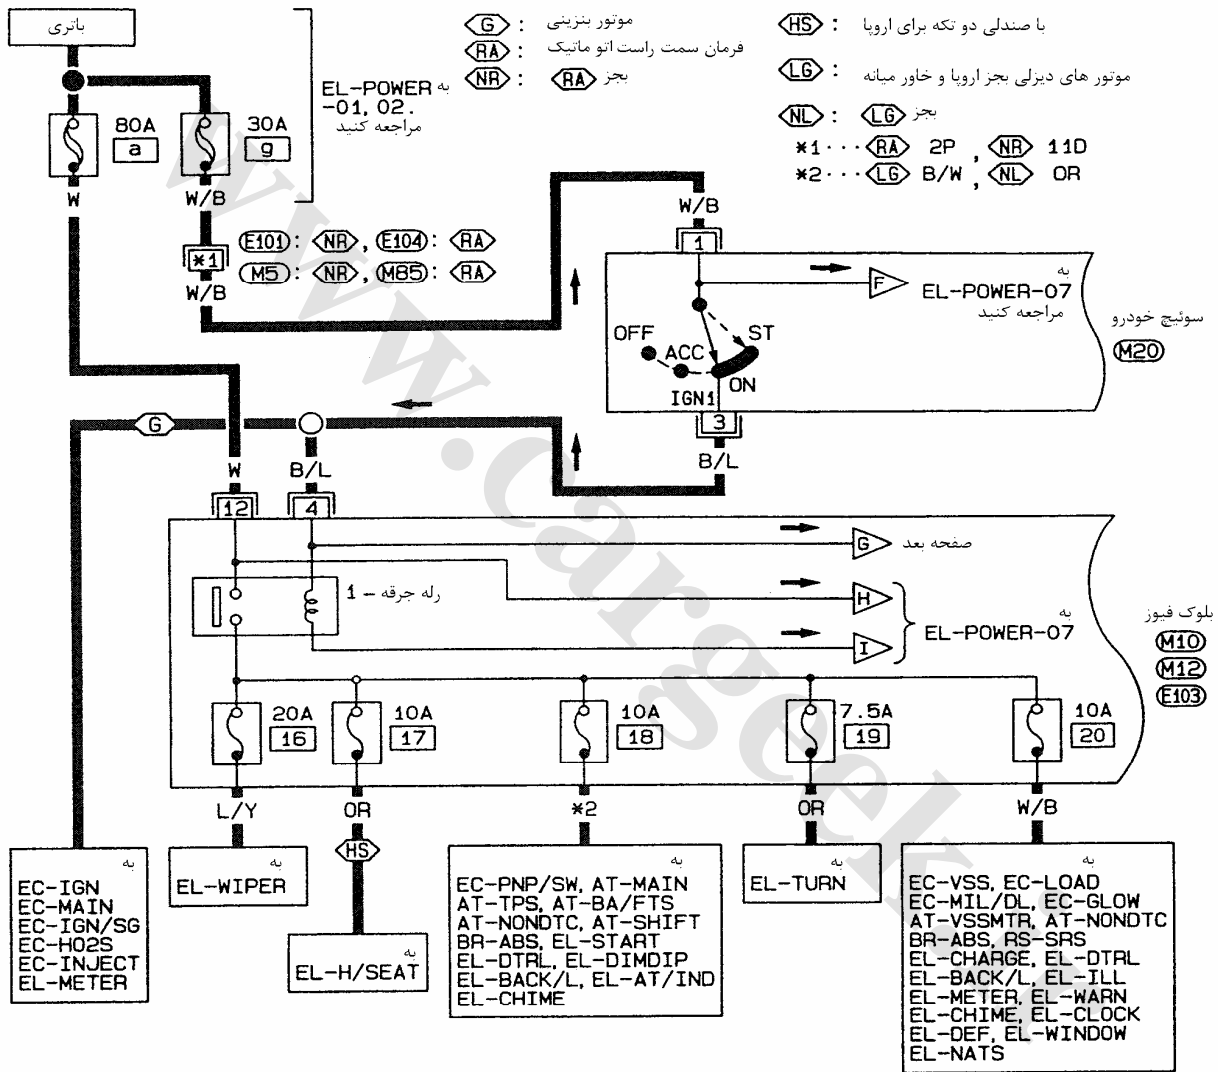 باتری
G : موتور بنزینی
RA : فرمان سمت راست اتو ماتیک
NR : بجز RA
HS : با صندلی دو تکه برای اروپا
LG : موتور های دیزلی بجز اروپا و خاور میانه
NL : بجز LG
*1··· RA 2P , NR 11D
*2··· LG B/W , NL OR
80A
a
30A
g
به EL-POWER
-01, 02.
مراجعه کنید
W
W/B
*1
E101 : NR , E104 : RA
M5 : NR , M85 : RA
W/B
W/B
1
F
به
EL-POWER-07
مراجعه کنید
سوئیچ خودرو
M20
OFF
ACC
ST
ON
IGN1
3
B/L
G
W
B/L
12
4
G
صفحه بعد
رله جرقه – 1
H
I
به
EL-POWER-07
بلوک فیوز
M10
M12
E103
20A
16
10A
17
10A
18
7.5A
19
10A
20
L/Y
OR
*2
OR
W/B
HS
به
EC-IGN
EC-MAIN
EC-IGN/SG
EC-HO2S
EC-INJECT
EL-METER
به
EL-WIPER
به
EL-H/SEAT
به
EC-PNP/SW, AT-MAIN
AT-TPS, AT-BA/FTS
AT-NONDTC, AT-SHIFT
BR-ABS, EL-START
EL-DTRL, EL-DIMDIP
EL-BACK/L, EL-AT/IND
EL-CHIME
به
EL-TURN
به
EC-VSS, EC-LOAD
EC-MIL/DL, EC-GLOW
AT-VSSMTR, AT-NONDTC
BR-ABS, RS-SRS
EL-CHARGE, EL-DTRL
EL-BACK/L, EL-ILL
EL-METER, EL-WARN
EL-CHIME, EL-CLOCK
EL-DEF, EL-WINDOW
EL-NATS
www.cargeek.ir